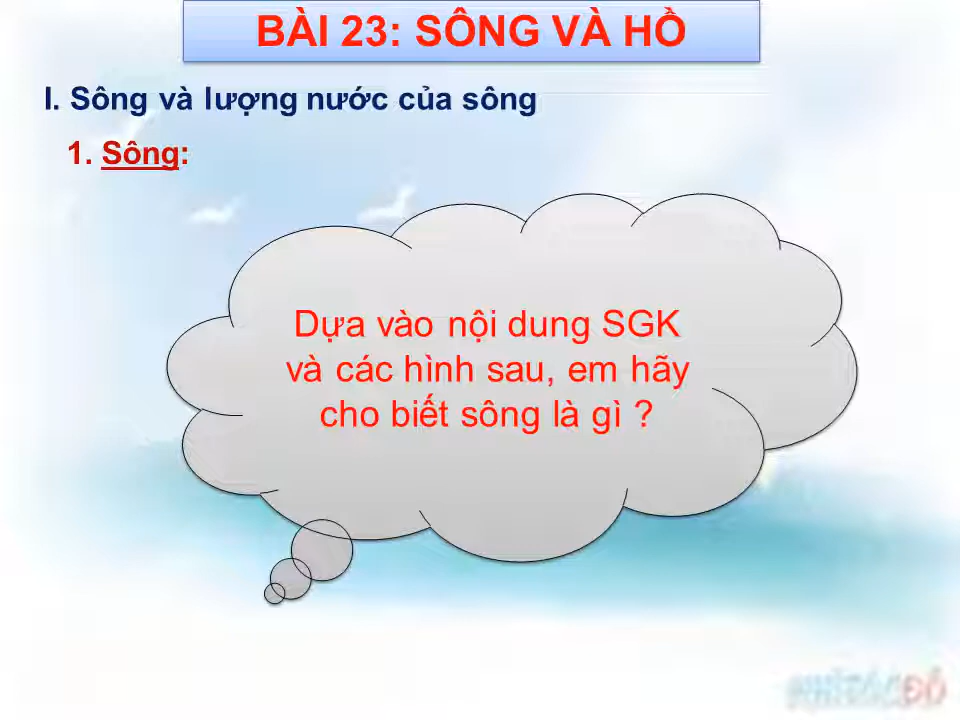 BÀI 23: SÔNG VÀ HỒ
I. Sông và lượng nước của sông
1. Sông:
Dựa vào nội dung SGK
và các hình sau, em hãy
cho biết sông là gì ?